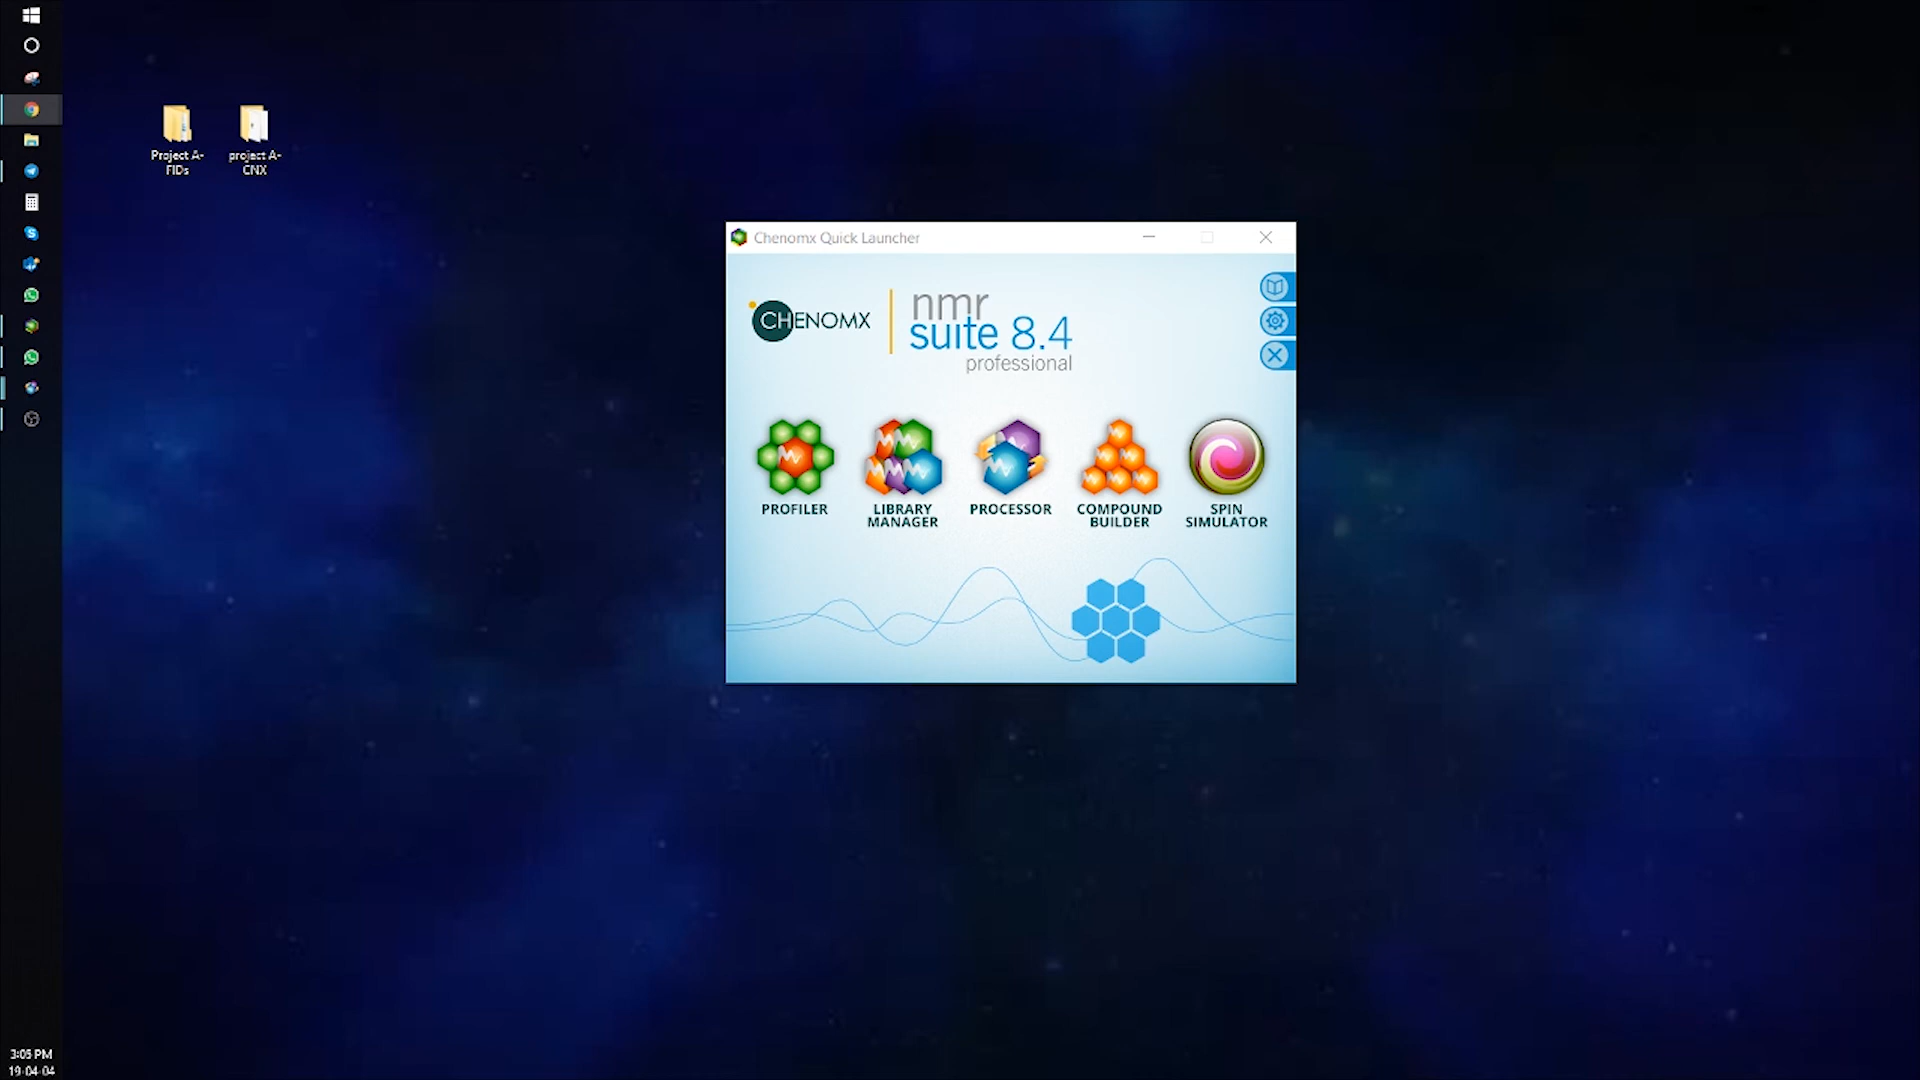 Project A-
FIDs
project A-
CNX
Chenomx Quick Launcher
CHENOMX
nmr
suite 8.4
professional
PROFILER
LIBRARY
MANAGER
PROCESSOR
COMPOUND
BUILDER
SPIN
SIMULATOR
3:05 PM
19-04-04